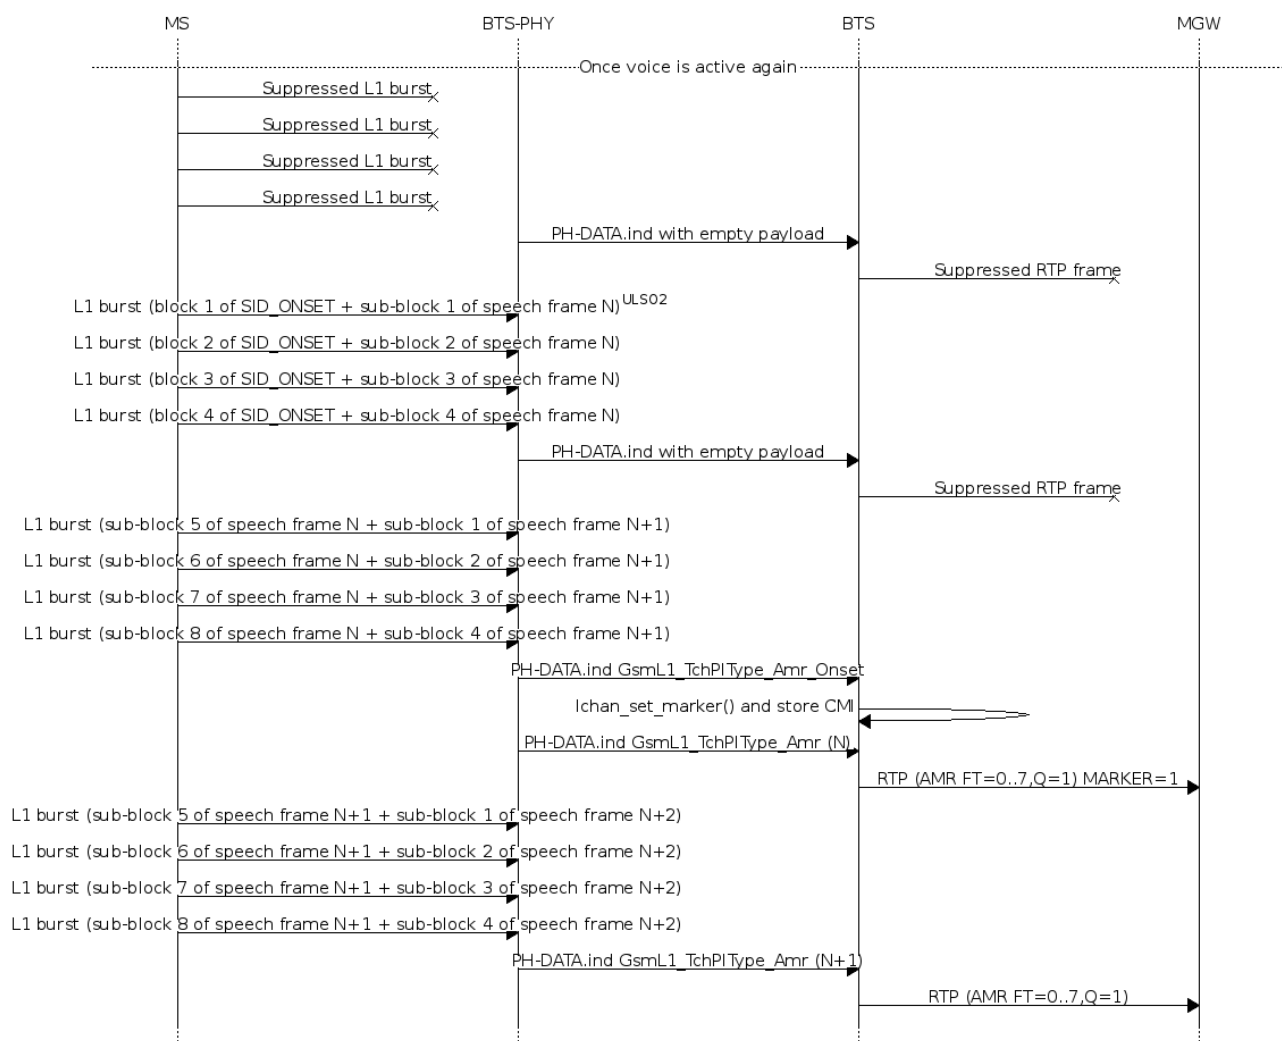 MS BTS-PHY BTS MGW
Once voice is active again
Suppressed L1 burst
Suppressed L1 burst
Suppressed L1 burst
Suppressed L1 burst
PH-DATA.ind with empty payload
Suppressed RTP frame
L1 burst (block 1 of SID_ONSET + sub-block 1 of speech frame N) ULS02
L1 burst (block 2 of SID_ONSET + sub-block 2 of speech frame N)
L1 burst (block 3 of SID_ONSET + sub-block 3 of speech frame N)
L1 burst (block 4 of SID_ONSET + sub-block 4 of speech frame N)
PH-DATA.ind with empty payload
Suppressed RTP frame
L1 burst (sub-block 5 of speech frame N + sub-block 1 of speech frame N+1)
L1 burst (sub-block 6 of speech frame N + sub-block 2 of speech frame N+1)
L1 burst (sub-block 7 of speech frame N + sub-block 3 of speech frame N+1)
L1 burst (sub-block 8 of speech frame N + sub-block 4 of speech frame N+1)
PH-DATA.ind GsmL1_TchPlType_Amr_Onset
lchan_set_marker() and store CMI
PH-DATA.ind GsmL1_TchPlType_Amr (N)
RTP (AMR FT=0..7,Q=1) MARKER=1
L1 burst (sub-block 5 of speech frame N+1 + sub-block 1 of speech frame N+2)
L1 burst (sub-block 6 of speech frame N+1 + sub-block 2 of speech frame N+2)
L1 burst (sub-block 7 of speech frame N+1 + sub-block 3 of speech frame N+2)
L1 burst (sub-block 8 of speech frame N+1 + sub-block 4 of speech frame N+2)
PH-DATA.ind GsmL1_TchPlType_Amr (N+1)
RTP (AMR FT=0..7,Q=1)